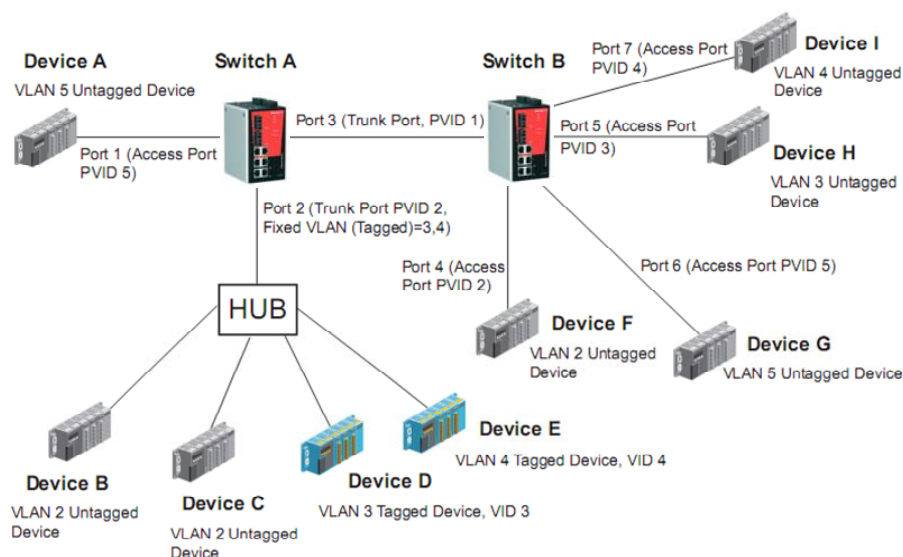 Device A
VLAN 5 Untagged Device
Switch A
Switch B
Port 7 (Access Port
PVID 4)
Device I
VLAN 4 Untagged
Device
Port 1 (Access Port
PVID 5)
Port 3 (Trunk Port, PVID 1)
Port 5 (Access Port
PVID 3)
Device H
VLAN 3 Untagged
Device
Port 2 (Trunk Port PVID 2,
Fixed VLAN (Tagged)=3,4)
Port 4 (Access
Port PVID 2)
Port 6 (Access Port PVID 5)
HUB
Device F
VLAN 2 Untagged
Device
Device G
VLAN 5 Untagged Device
Device E
VLAN 4 Tagged Device, VID 4
Device B
VLAN 2 Untagged
Device
Device C
VLAN 2 Untagged
Device
Device D
VLAN 3 Tagged Device, VID 3